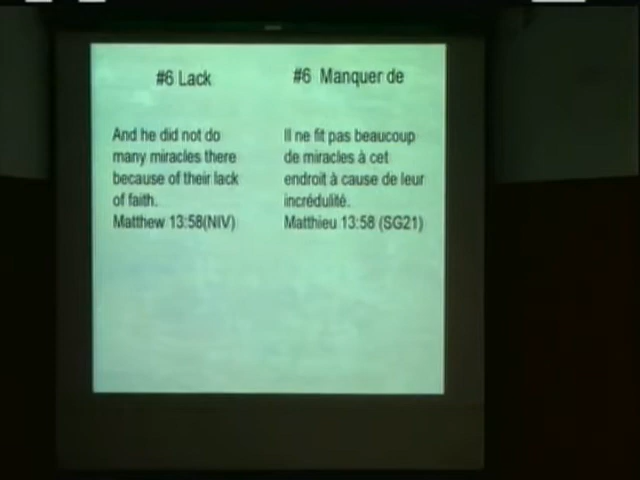 #6 Lack
And he did not do
many miracles there
because of their lack
of faith.
Matthew 13:58(NIV)
#6 Manquer de
Il ne fit pas beaucoup
de miracles à cet
endroit à cause de leur
incrédulité.
Matthieu 13:58 (SG21)